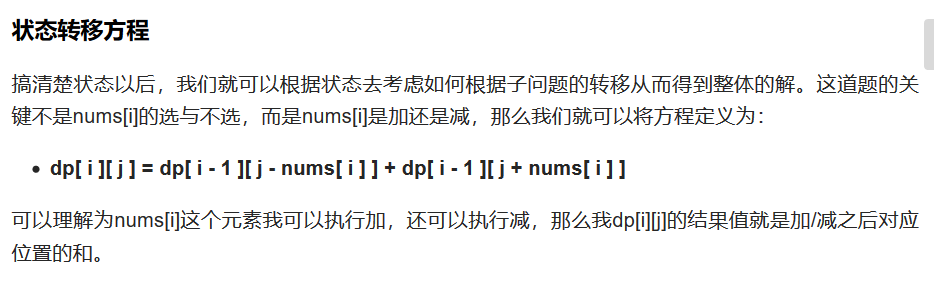 状态转移方程
搞清楚状态以后，我们就可以根据状态去考虑如何根据子问题的转移从而得到整体的解。这道题的关
键不是nums[i]的选与不选，而是nums[i]是加还是减，那么我们就可以将方程定义为：
• dp[ i ][ j ] = dp[ i - 1 ][ j - nums[ i ] ] + dp[ i - 1 ][ j + nums[ i ] ]
可以理解为nums[i]这个元素我可以执行加，还可以执行减，那么我dp[i][j]的结果值就是加/减之后对应
位置的和。